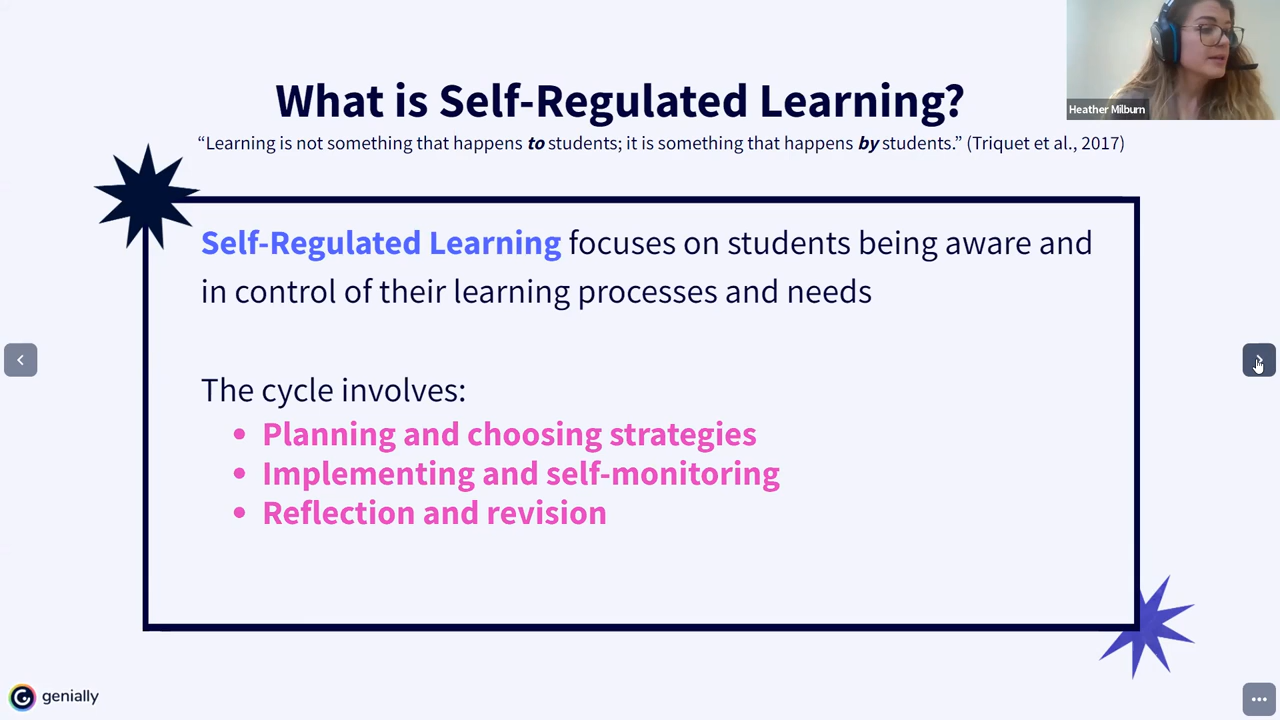 What is Self-Regulated Learning?
“Learning is not something that happens to students; it is something that happens by students.” (Triquet et al., 2017)
Heather Milburn
Self-Regulated Learning focuses on students being aware and
in control of their learning processes and needs
The cycle involves:
• Planning and choosing strategies
• Implementing and self-monitoring
• Reflection and revision
genially